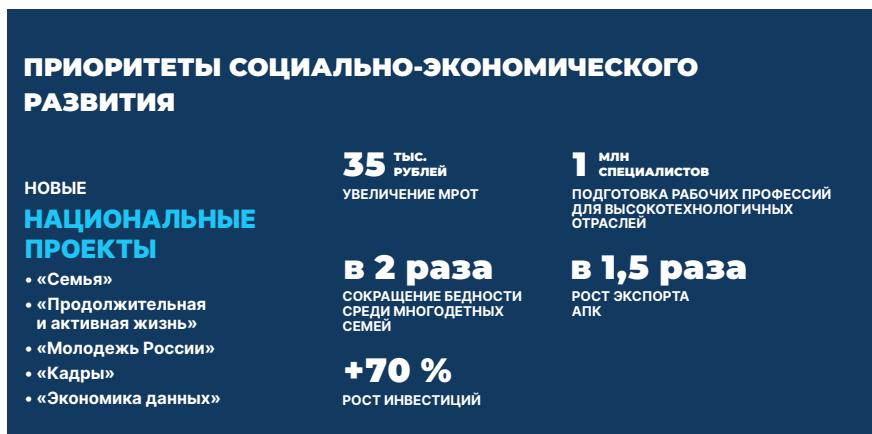 ПРИОРИТЕТЫ СОЦИАЛЬНО-ЭКОНОМИЧЕСКОГО
РАЗВИТИЯ
НОВЫЕ
НАЦИОНАЛЬНЫЕ
ПРОЕКТЫ
• «Семья»
• «Продолжительная
и активная жизнь»
• «Молодежь России»
• «Кадры»
• «Экономика данных»
35 ТЫС.
РУБЛЕЙ
УВЕЛИЧЕНИЕ МРОТ
в 2 раза
СОКРАЩЕНИЕ БЕДНОСТИ
СРЕДИ МНОГОДЕТНЫХ
СЕМЕЙ
+70 %
РОСТ ИНВЕСТИЦИЙ
1 МЛН
СПЕЦИАЛИСТОВ
ПОДГОТОВКА РАБОЧИХ ПРОФЕССИЙ
ДЛЯ ВЫСОКОТЕХНОЛОГИЧНЫХ
ОТРАСЛЕЙ
в 1,5 раза
РОСТ ЭКСПОРТА
АПК